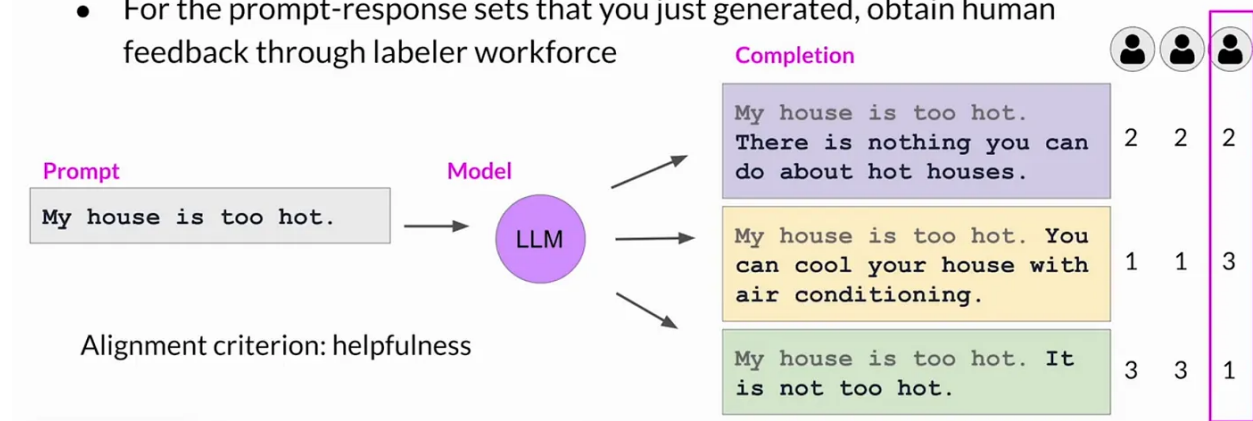 • For the prompt-response sets that you just generated, obtain human
feedback through labeler workforce
Completion
My house is too hot.
There is nothing you can
do about hot houses.
2 2 2
Prompt
Model
My house is too hot.
LLM
My house is too hot. You
can cool your house with
air conditioning.
1 1 3
Alignment criterion: helpfulness
My house is too hot. It
is not too hot.
3 3 1